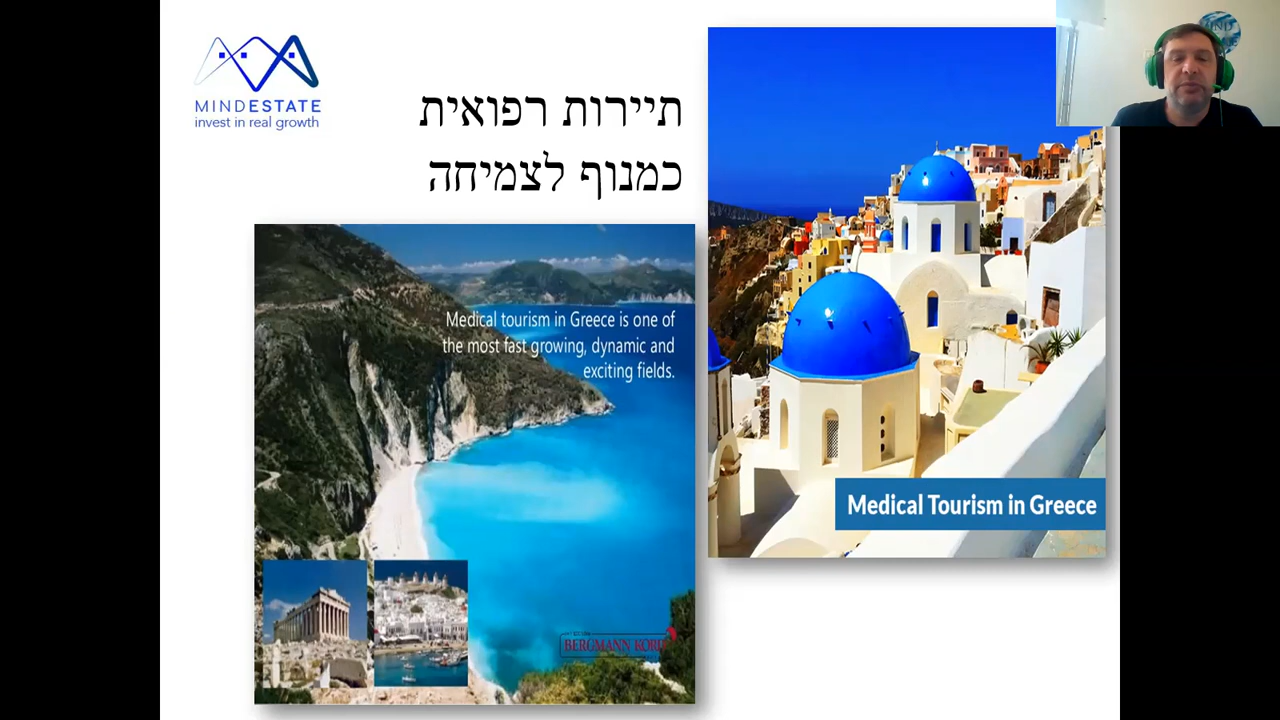 MINDESTATE
invest in real growth
תיירות רפואית
כמנוף לצמיחה
Medical tourism in Greece is one of
the most fast growing, dynamic and
exciting fields.
Medical Tourism in Greece
BERGMANN KORD